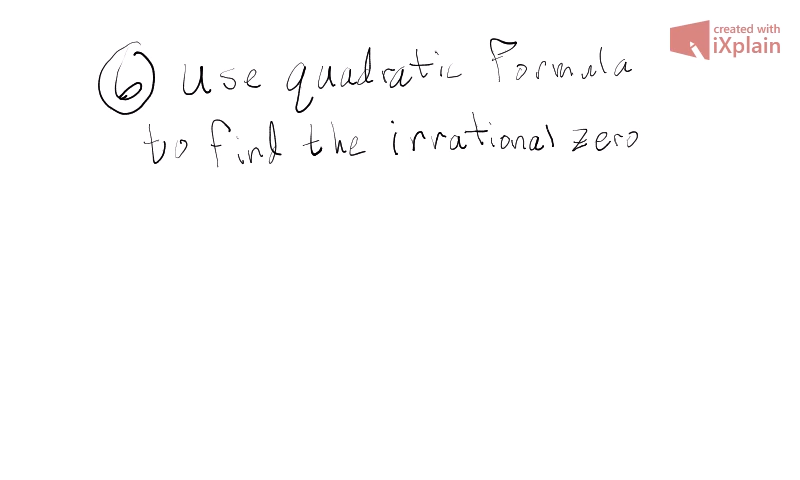 created with
iXplain
6 Use quadratic Formula
to find the irrational zero